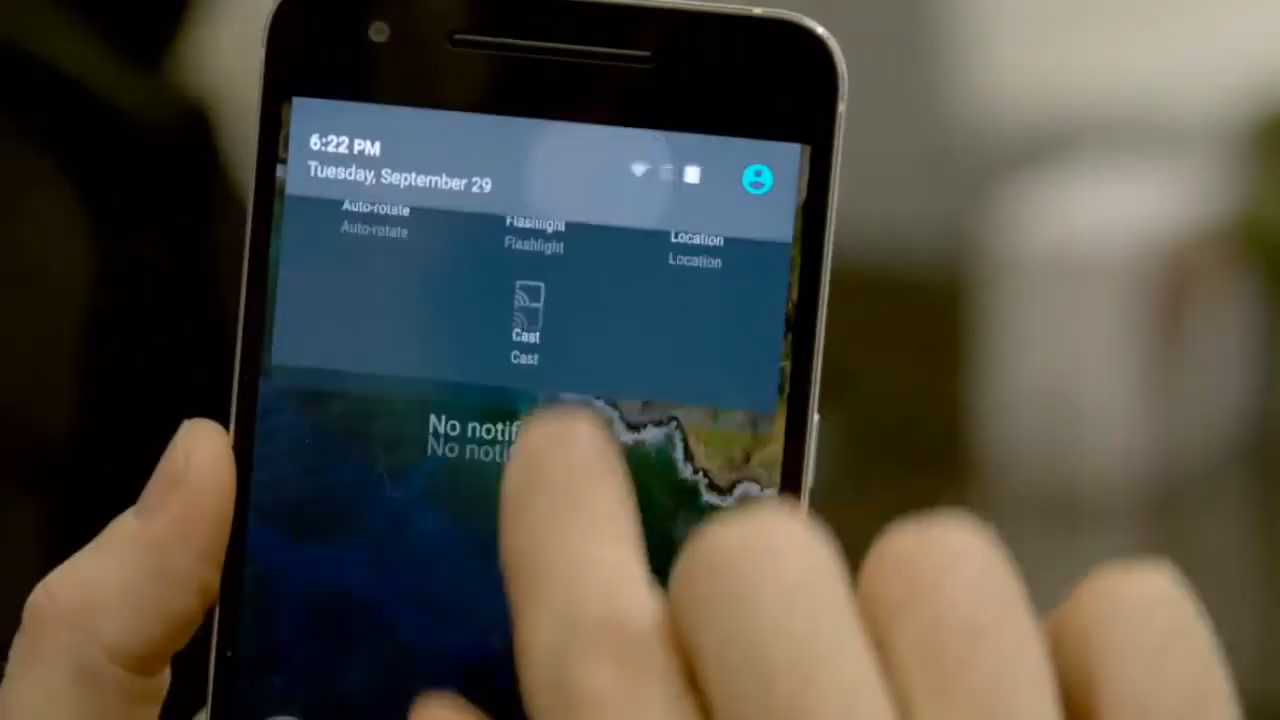 6:22 PM
Tuesday, September 29
Auto-rotate
Flashlight
Location
Auto-rotate
Flashlight
Location
Cast
Cast
No notif
No noti